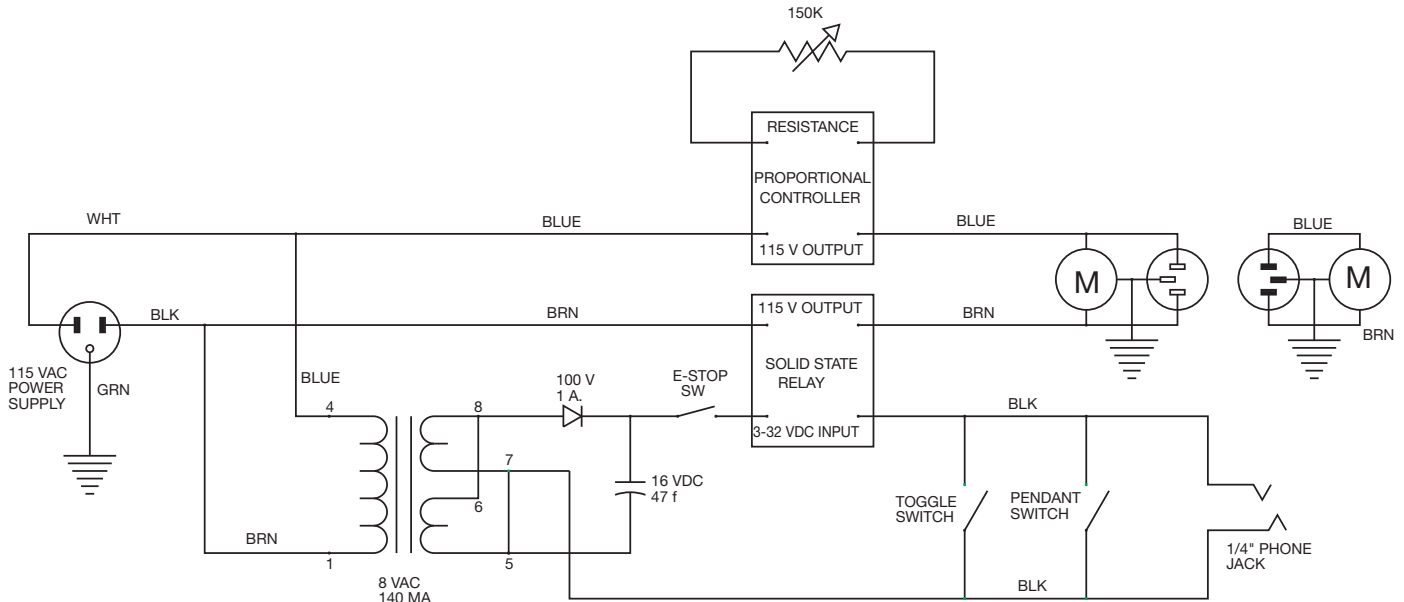 150K
RESISTANCE
PROPORTIONAL
CONTROLLER
115 V OUTPUT
WHT
BLUE
BLUE
BLUE
M
M
BRN
115 VAC
POWER
SUPPLY
BLK
GRN
BRN
115 V OUTPUT
SOLID STATE
RELAY
3-32 VDC INPUT
BRN
BLUE
4
8
100 V
1 A.
E-STOP
SW
7
6
5
16 VDC
47 f
BRN
1
8 VAC
140 MA
BLK
TOGGLE
SWITCH
PENDANT
SWITCH
1/4" PHONE
JACK
BLK